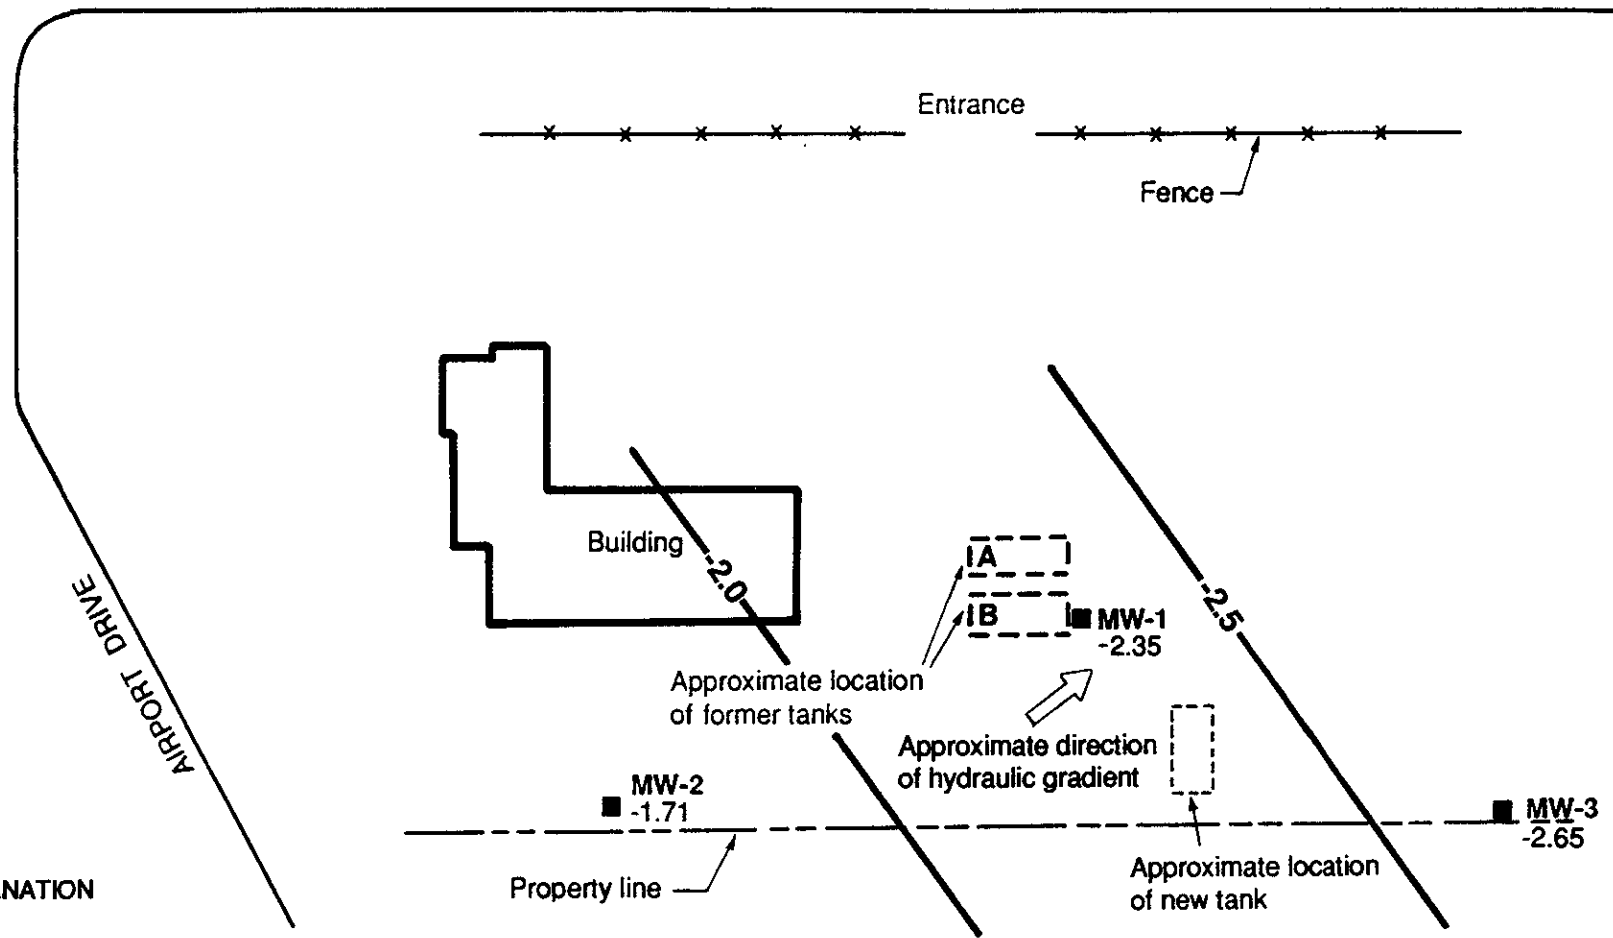 Entrance
Fence
Building
-2.0
A
B
MW-1
-2.35
-2.5
AIRPORT DRIVE
Approximate location
of former tanks
Approximate direction
of hydraulic gradient
MW-2
-1.71
MW-3
-2.65
Property line
Approximate location
of new tank
NATION